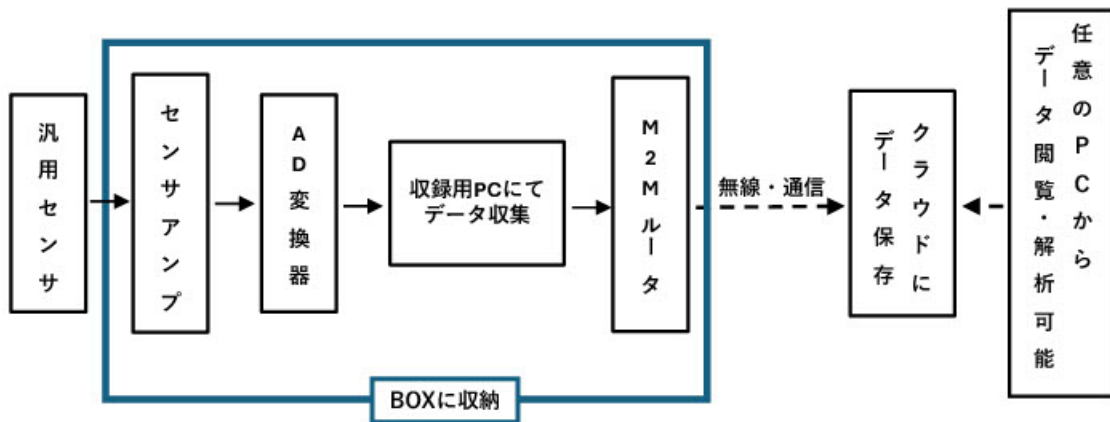 汎用センサ
センサアンプ
AD変換器
収録用PCにて
データ収集
M2Mルータ
無線・通信
クラウドに
データ保存
任意のPCから
データ閲覧・解析可能
BOXに収納